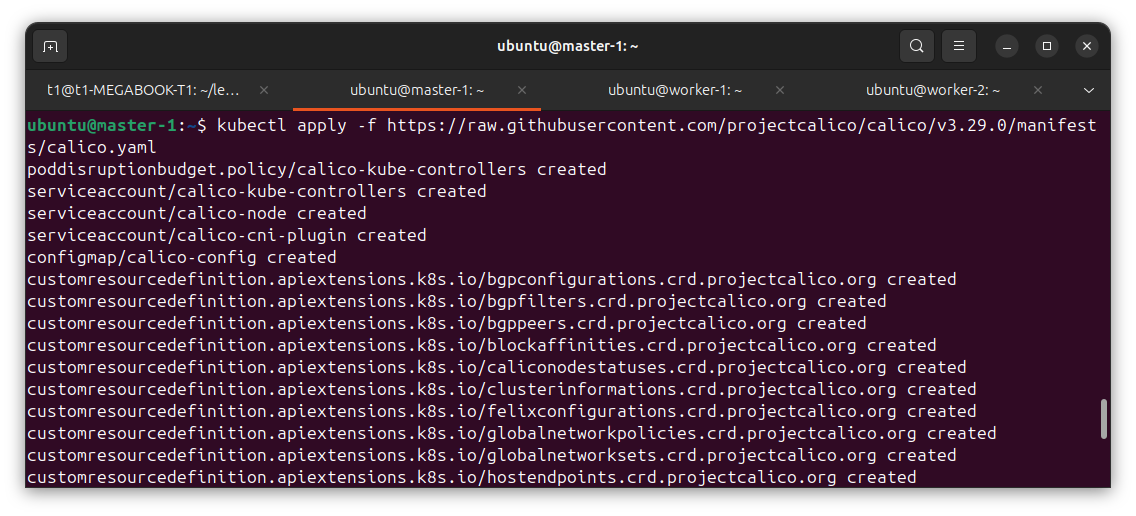 ubuntu@master-1: ~
t1@t1-MEGABOOK-T1: ~/le... ubuntu@master-1: ~ ubuntu@worker-1: ~ ubuntu@worker-2: ~
ubuntu@master-1:~$ kubectl apply -f https://raw.githubusercontent.com/projectcalico/calico/v3.29.0/manifest
s/calico.yaml
poddisruptionbudget.policy/calico-kube-controllers created
serviceaccount/calico-kube-controllers created
serviceaccount/calico-node created
serviceaccount/calico-cni-plugin created
configmap/calico-config created
customresourcedefinition.apiextensions.k8s.io/bgpconfigurations.crd.projectcalico.org created
customresourcedefinition.apiextensions.k8s.io/bgpfilters.crd.projectcalico.org created
customresourcedefinition.apiextensions.k8s.io/bgppeers.crd.projectcalico.org created
customresourcedefinition.apiextensions.k8s.io/blockaffinities.crd.projectcalico.org created
customresourcedefinition.apiextensions.k8s.io/caliconodestatuses.crd.projectcalico.org created
customresourcedefinition.apiextensions.k8s.io/clusterinformations.crd.projectcalico.org created
customresourcedefinition.apiextensions.k8s.io/felixconfigurations.crd.projectcalico.org created
customresourcedefinition.apiextensions.k8s.io/globalnetworkpolicies.crd.projectcalico.org created
customresourcedefinition.apiextensions.k8s.io/globalnetworksets.crd.projectcalico.org created
customresourcedefinition.apiextensions.k8s.io/hostendpoints.crd.projectcalico.org created